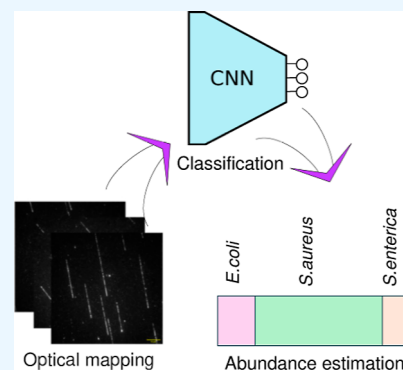 CNN
Classification
E.coli
S.aureus
S.enterica
Optical mapping
Abundance estimation